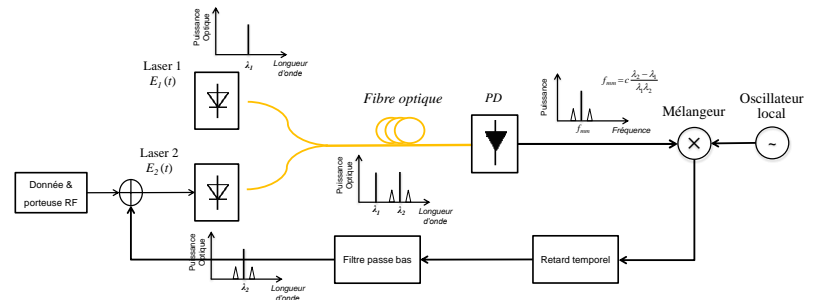 Puissance
Optique
λ1
Longueur
d'onde
Laser 1
E1(t)
Fibre optique
PD
Puissance
fmm
Fréquence
fmm = c (λ2 − λ1) / (λ1λ2)
Mélangeur
Oscillateur
local
×
~
Laser 2
E2(t)
Donnée &
porteuse RF
Puissance
Optique
λ1
λ2
Longueur
d'onde
Puissance
Optique
λ2
Longueur
d'onde
Filtre passe bas
Retard temporel